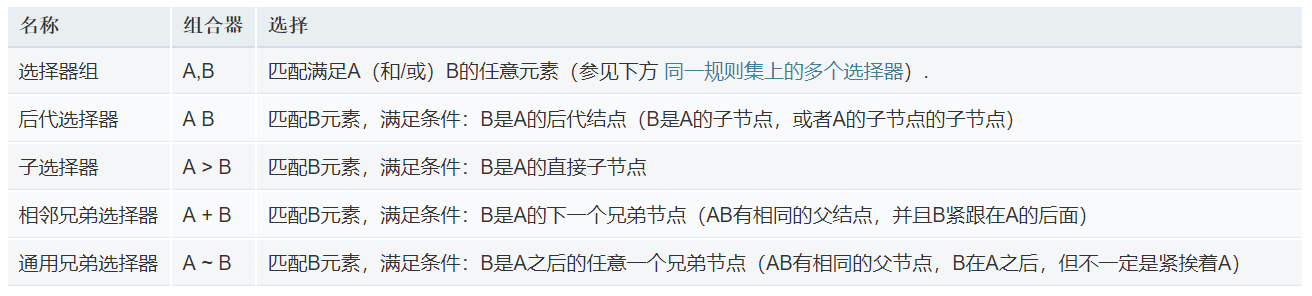 名称 组合器 选择
选择器组 A,B 匹配满足A（和/或）B的任意元素（参见下方 同一规则集上的多个选择器）.
后代选择器 A B 匹配B元素，满足条件：B是A的后代结点（B是A的子节点，或者A的子节点的子节点）
子选择器 A > B 匹配B元素，满足条件：B是A的直接子节点
相邻兄弟选择器 A + B 匹配B元素，满足条件：B是A的下一个兄弟节点（AB有相同的父结点，并且B紧跟在A的后面）
通用兄弟选择器 A ~ B 匹配B元素，满足条件：B是A之后的任意一个兄弟节点（AB有相同的父节点，B在A之后，但不一定是紧挨着A）